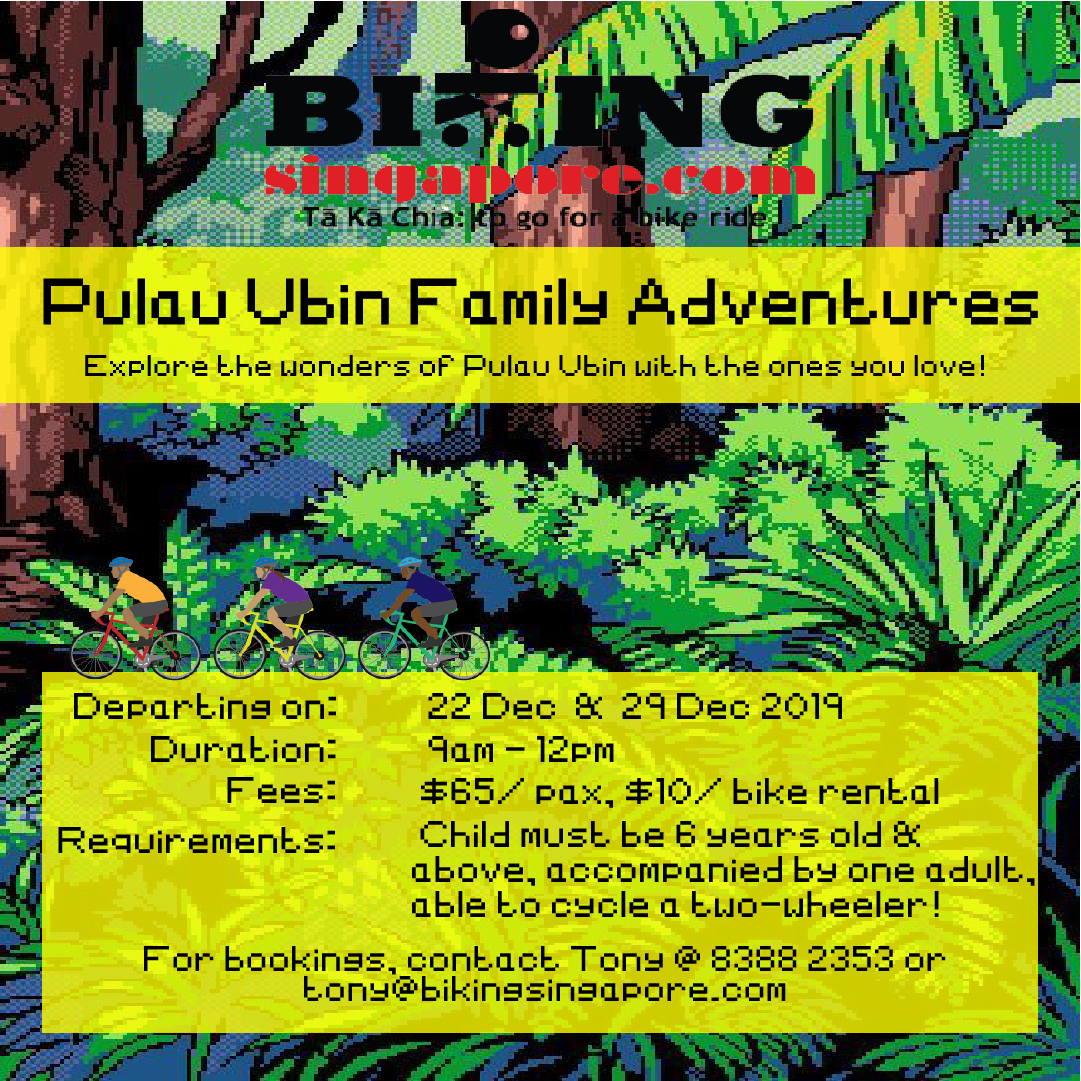 BIKING
singapore.com
Tā Kā Chia: to go for a bike ride
Pulau Ubin Family Adventures
Explore the wonders of Pulau Ubin with the ones you love!
Departing on: 22 Dec & 29 Dec 2019
Duration: 9am - 12pm
Fees: $65/ pax, $10/ bike rental
Requirements: Child must be 6 years old &
above, accompanied by one adult,
able to cycle a two-wheeler!
For bookings, contact Tony @ 8388 2353 or
tony@bikingsingapore.com